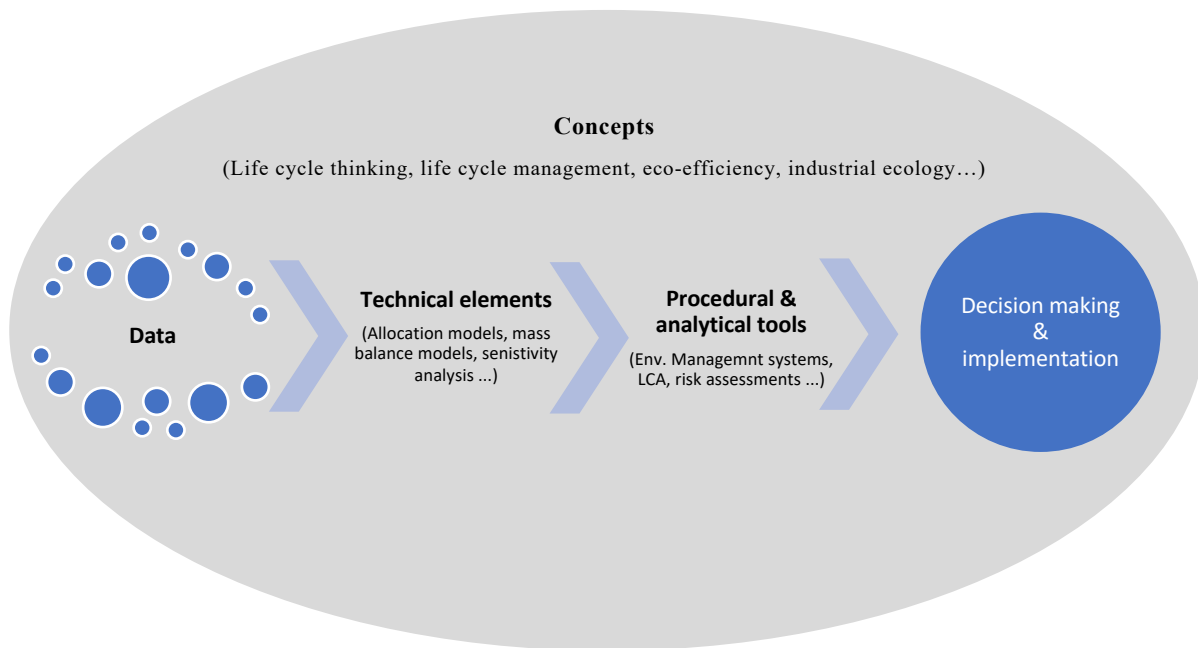 Concepts
(Life cycle thinking, life cycle management, eco-efficiency, industrial ecology…)
Data
Technical elements
(Allocation models, mass
balance models, senistivity
analysis ...)
Procedural &
analytical tools
(Env. Managemnt systems,
LCA, risk assessments ...)
Decision making
&
implementation